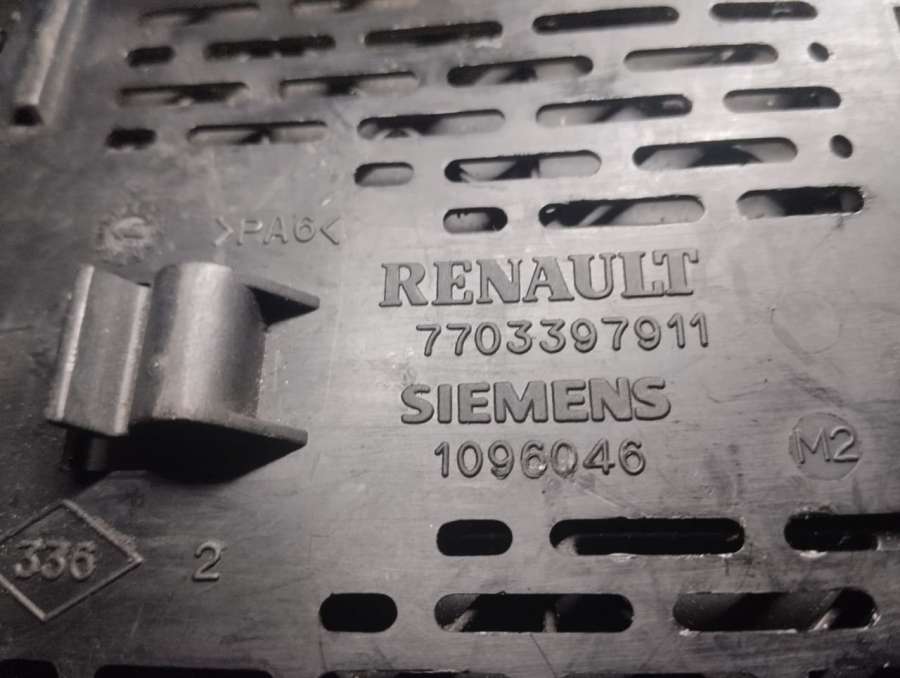 >PA6<
RENAULT
7703397911
SIEMENS
1096046
M2
336
2